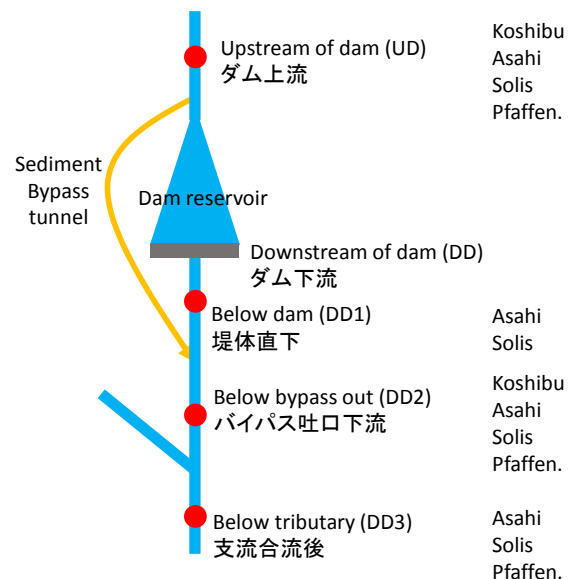 Upstream of dam (UD)
ダム上流
Koshibu
Asahi
Solis
Pfaffen.
Sediment
Bypass
tunnel
Dam reservoir
Downstream of dam (DD)
ダム下流
Below dam (DD1)
堤体直下
Asahi
Solis
Below bypass out (DD2)
バイパス吐口下流
Koshibu
Asahi
Solis
Pfaffen.
Below tributary (DD3)
支流合流後
Asahi
Solis
Pfaffen.